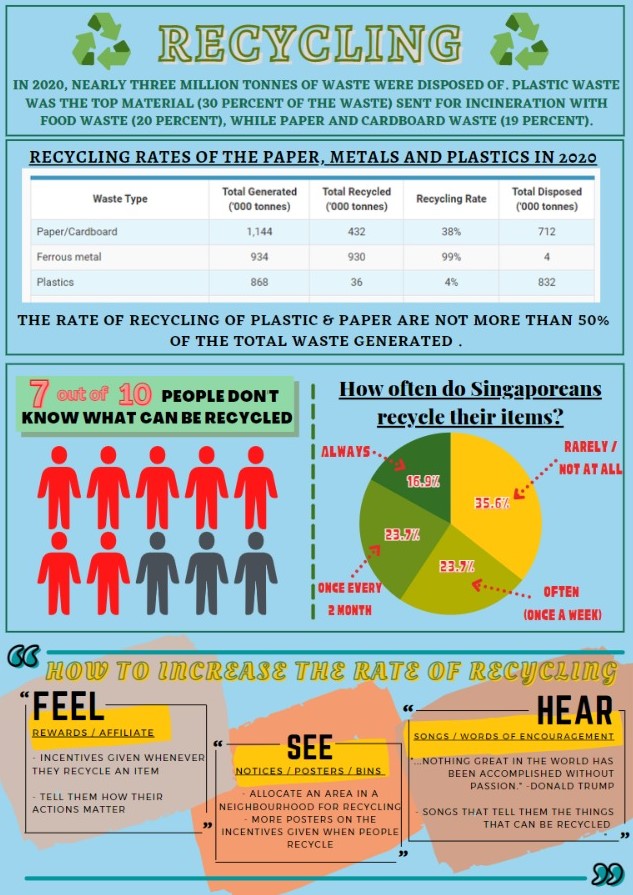 RECYCLING
IN 2020, NEARLY THREE MILLION TONNES OF WASTE WERE DISPOSED OF. PLASTIC WASTE
WAS THE TOP MATERIAL (30 PERCENT OF THE WASTE) SENT FOR INCINERATION WITH
FOOD WASTE (20 PERCENT), WHILE PAPER AND CARDBOARD WASTE (19 PERCENT).
RECYCLING RATES OF THE PAPER, METALS AND PLASTICS IN 2020
Waste Type Total Generated ('000 tonnes) Total Recycled ('000 tonnes) Recycling Rate Total Disposed ('000 tonnes)
Paper/Cardboard 1,144 432 38% 712
Ferrous metal 934 930 99% 4
Plastics 868 36 4% 832
THE RATE OF RECYCLING OF PLASTIC & PAPER ARE NOT MORE THAN 50%
OF THE TOTAL WASTE GENERATED .
7 out of 10 PEOPLE DON'T
KNOW WHAT CAN BE RECYCLED
How often do Singaporeans
recycle their items?
ALWAYS
16.9%
RARELY /
NOT AT ALL
35.6%
23.7%
ONCE EVERY
2 MONTH
23.7%
OFTEN
(ONCE A WEEK)
HOW TO INCREASE THE RATE OF RECYCLING
"FEEL
REWARDS / AFFILIATE
- INCENTIVES GIVEN WHENEVER
THEY RECYCLE AN ITEM
- TELL THEM HOW THEIR
ACTIONS MATTER
"
"SEE
NOTICES / POSTERS / BINS
- ALLOCATE AN AREA IN A
NEIGHBOURHOOD FOR RECYCLING
- MORE POSTERS ON THE
INCENTIVES GIVEN WHEN PEOPLE
RECYCLE
"
"HEAR
SONGS / WORDS OF ENCOURAGEMENT
"...NOTHING GREAT IN THE WORLD HAS
BEEN ACCOMPLISHED WITHOUT
PASSION." -DONALD TRUMP
- SONGS THAT TELL THEM THE THINGS
THAT CAN BE RECYCLED
"